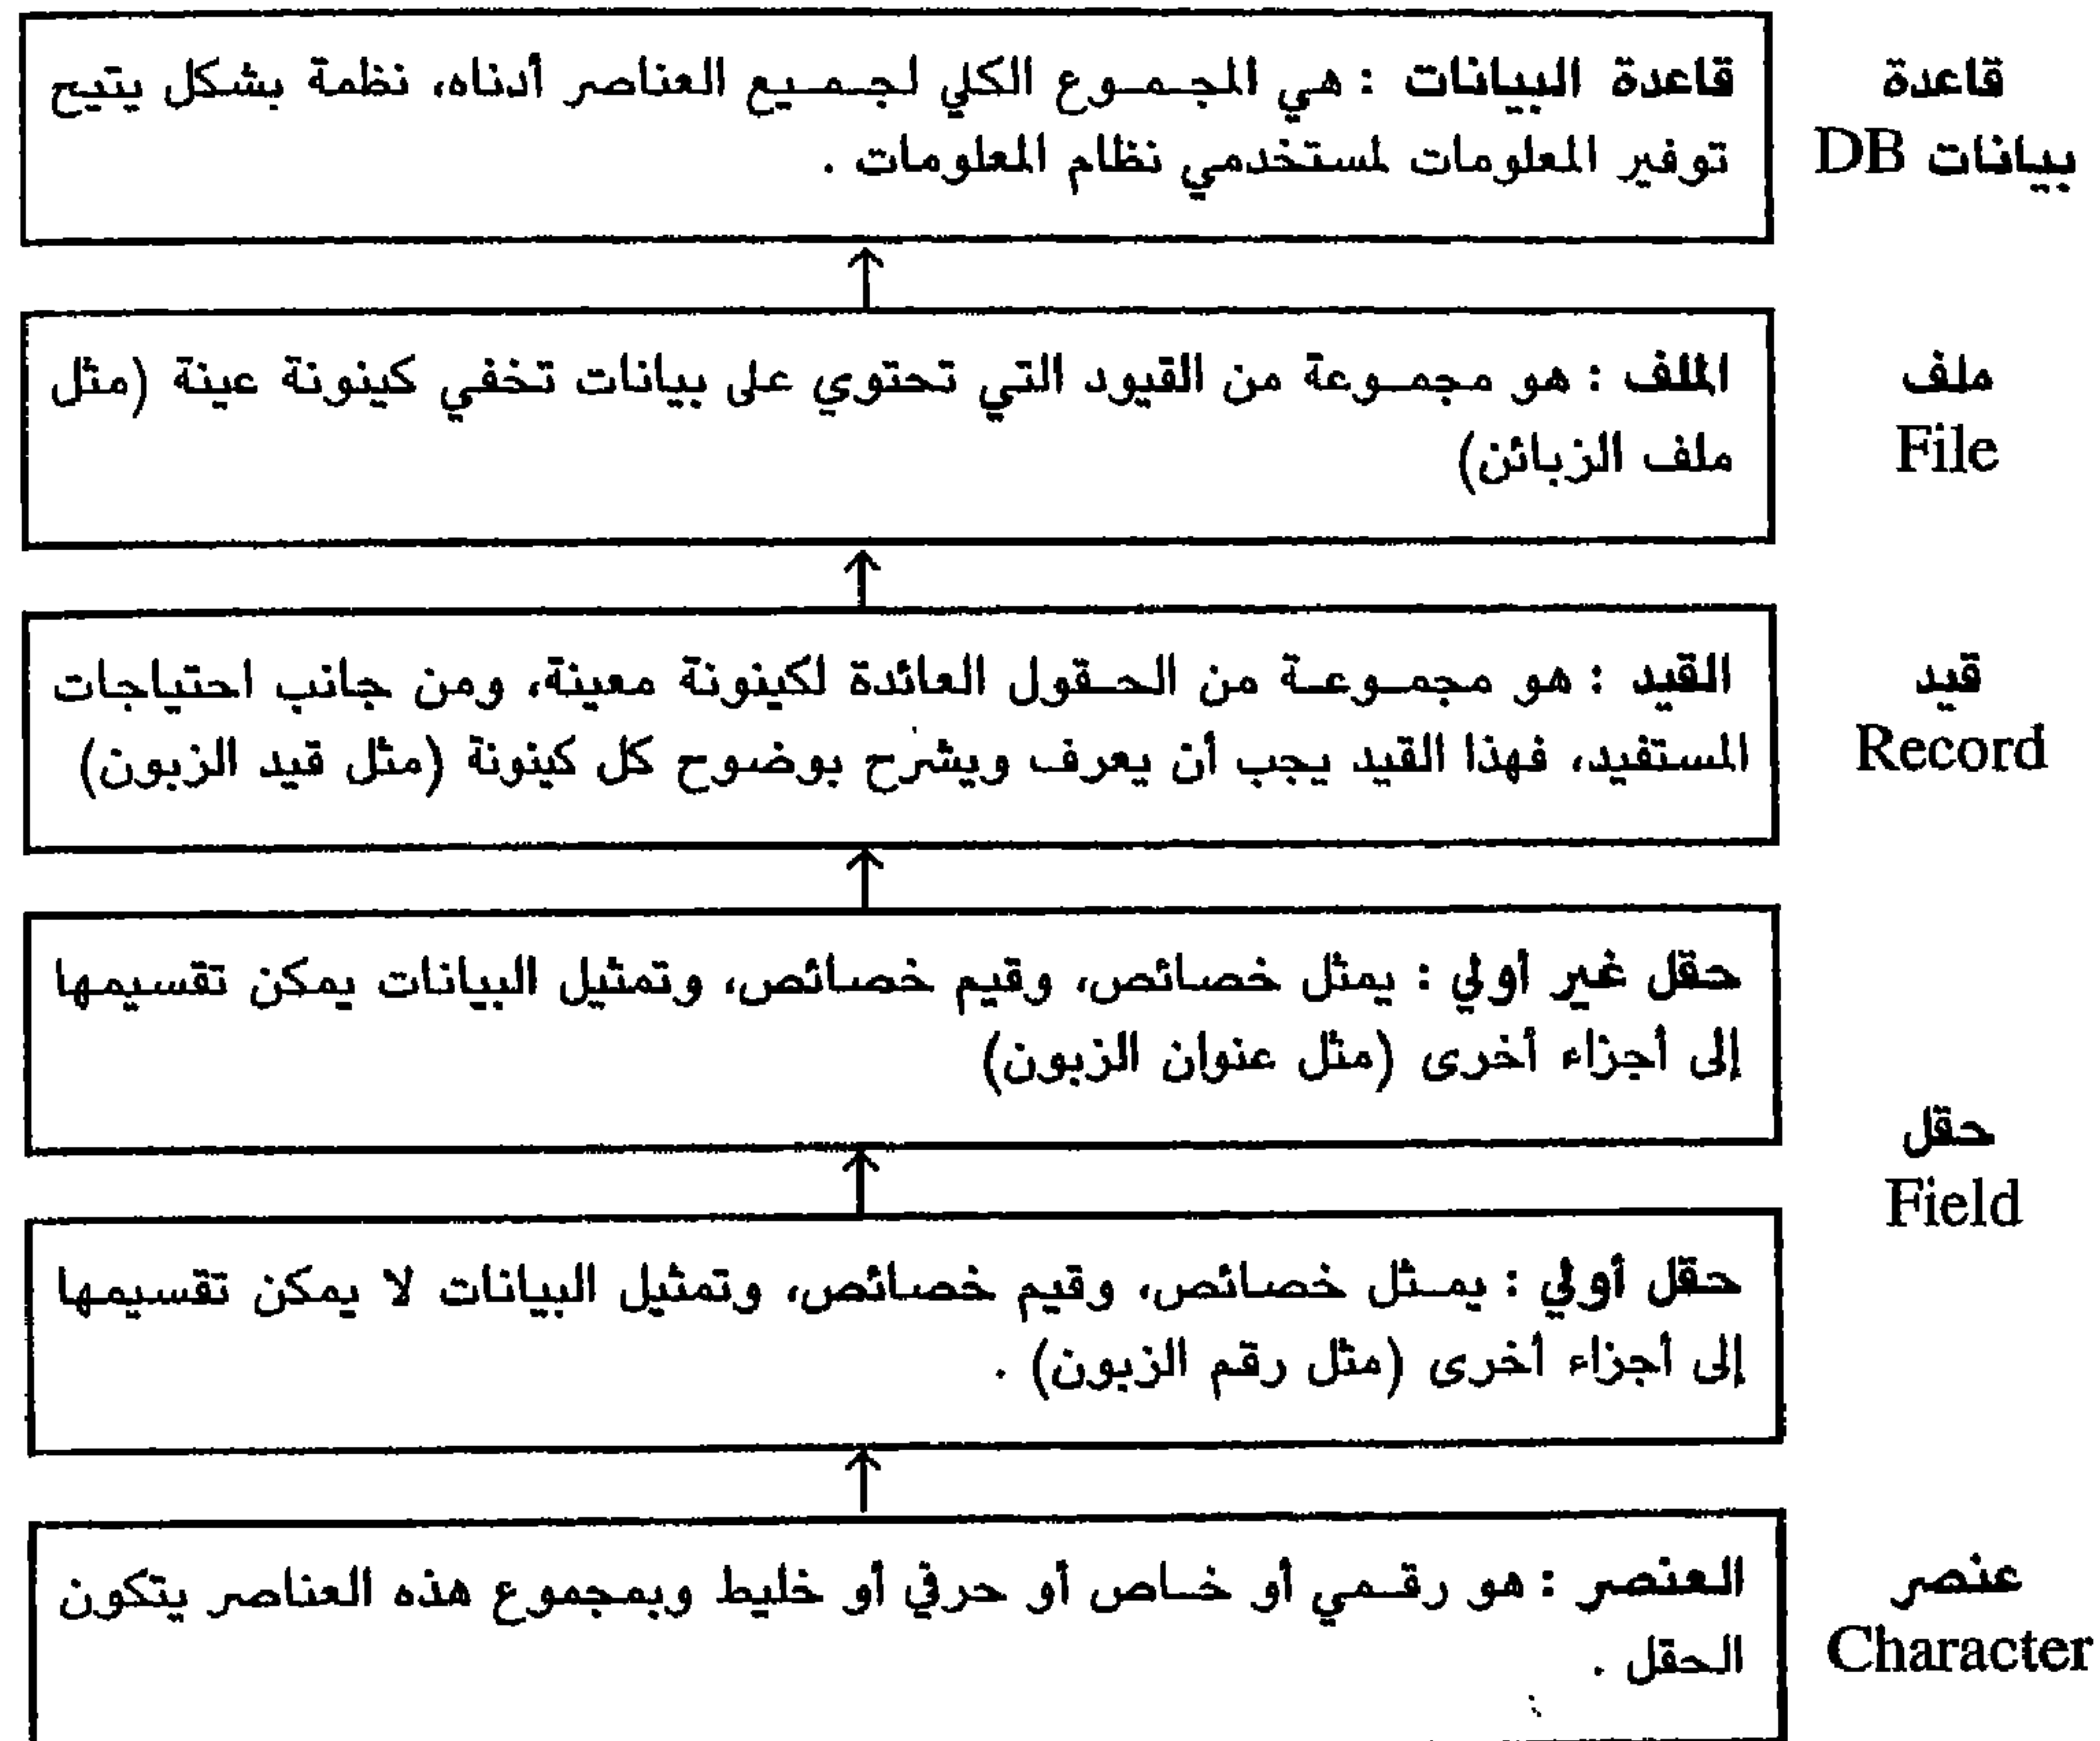 قاعدة
بيانات DB
قاعدة البيانات : هي المجموع الكلي لجميع العناصر أدناه، نظمة بشكل يتيح
توفير المعلومات لمستخدمي نظام المعلومات .
ملف
File
الملف : هو مجموعة من القيود التي تحتوي على بيانات تخفي كينونة عينة (مثل
ملف الزبائن)
قيد
Record
القيد : هو مجموعة من الحقول العائدة لكينونة معينة، ومن جانب احتياجات
المستفيد، فهذا القيد يجب أن يعرف ويشرح بوضوح كل كينونة (مثل قيد الزبون)
حقل غير أولي : يمثل خصائص، وقيم خصائص، وتمثيل البيانات يمكن تقسيمها
إلى أجزاء أخرى (مثل عنوان الزبون)
حقل
Field
حقل أولي : يمثل خصائص، وقيم خصائص، وتمثيل البيانات لا يمكن تقسيمها
إلى أجزاء أخرى (مثل رقم الزبون) .
عنصر
Character
العنصر : هو رقمي أو خاص أو حرفي أو خليط وبمجموع هذه العناصر يتكون
الحقل .